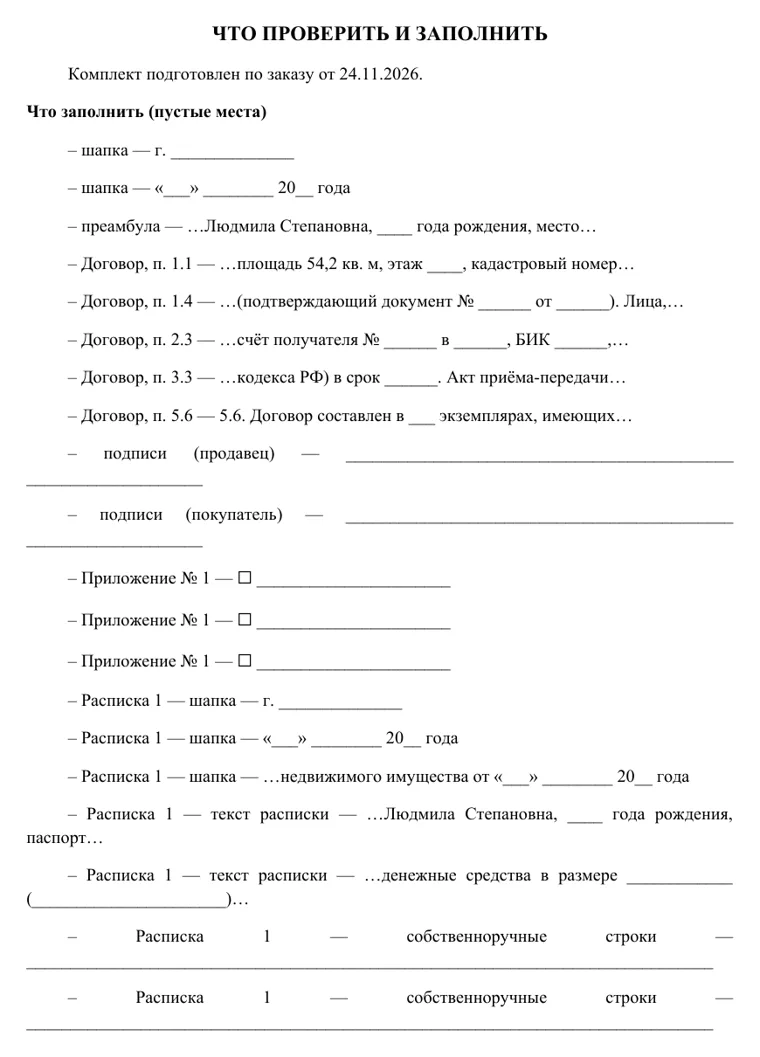 ЧТО ПРОВЕРИТЬ И ЗАПОЛНИТЬ
Комплект подготовлен по заказу от 24.11.2026.
Что заполнить (пустые места)
– шапка — г. ______________
– шапка — «___» ________ 20__ года
– преамбула — …Людмила Степановна, ____ года рождения, место…
– Договор, п. 1.1 — …площадь 54,2 кв. м, этаж ____, кадастровый номер…
– Договор, п. 1.4 — …(подтверждающий документ № ______ от ______). Лица,…
– Договор, п. 2.3 — …счёт получателя № ______ в ______, БИК ______,…
– Договор, п. 3.3 — …кодекса РФ) в срок ______. Акт приёма-передачи…
– Договор, п. 5.6 — 5.6. Договор составлен в ___ экземплярах, имеющих…
– подписи (продавец) — ____________________________________________
____________________
– подписи (покупатель) — ____________________________________________
____________________
– Приложение № 1 — ☐ ______________________
– Приложение № 1 — ☐ ______________________
– Приложение № 1 — ☐ ______________________
– Расписка 1 — шапка — г. ______________
– Расписка 1 — шапка — «___» ________ 20__ года
– Расписка 1 — шапка — …недвижимого имущества от «___» ________ 20__ года
– Расписка 1 — текст расписки — …Людмила Степановна, ____ года рождения,
паспорт…
– Расписка 1 — текст расписки — …денежные средства в размере ____________
(______________________)…
– Расписка 1 — собственноручные строки —
______________________________________________________________________________
– Расписка 1 — собственноручные строки —
______________________________________________________________________________